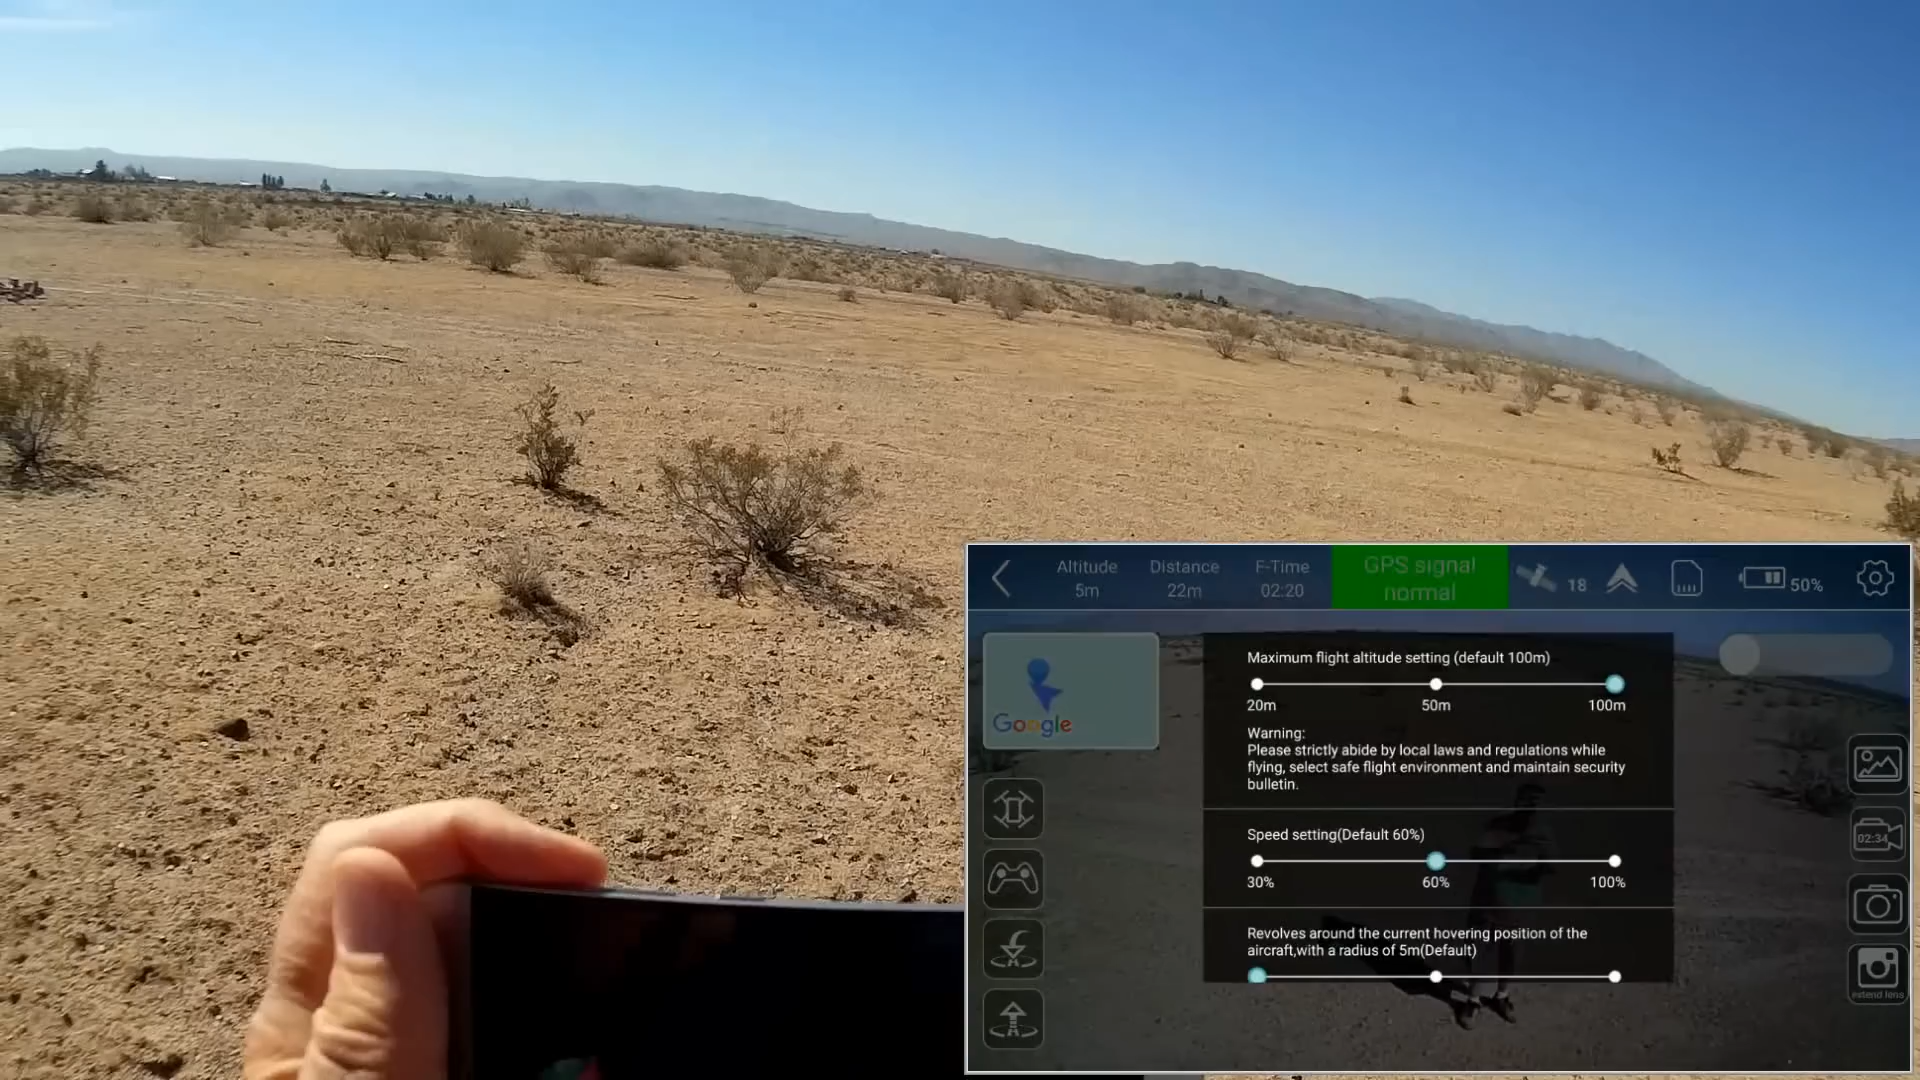 Altitude
5m
Distance
22m
F-Time
02:20
GPS signal
normal
18
50%
Google
Maximum flight altitude setting (default 100m)
20m 50m 100m
Warning:
Please strictly abide by local laws and regulations while
flying, select safe flight environment and maintain security
bulletin.
Speed setting(Default 60%)
30% 60% 100%
Revolves around the current hovering position of the
aircraft,with a radius of 5m(Default)
02:34
extend lens